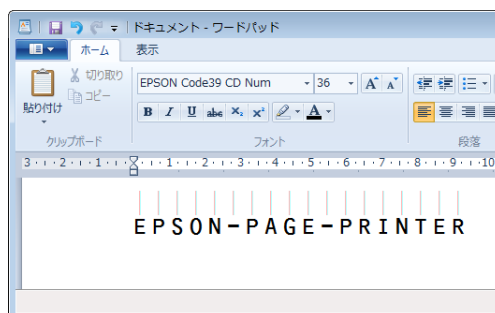 ドキュメント - ワードパッド
ホーム 表示
貼り付け
切り取り
コピー
クリップボード
EPSON Code39 CD Num 36 A A
B I U abc X₂ X² A
フォント
段落
3 2 1 1 2 3 4 5 6 7 8 9 10
EPSON-PAGE-PRINTER